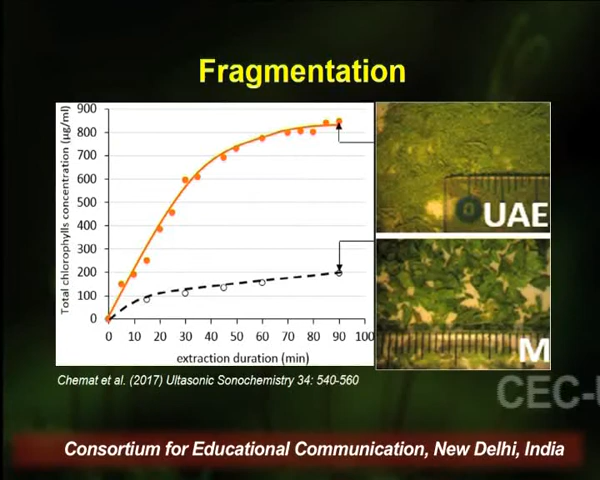 Fragmentation
Total chlorophylls concentration (µg/ml)
900
800
700
600
500
400
300
200
100
0
0 10 20 30 40 50 60 70 80 90 100
extraction duration (min)
UAE
M
Chemat et al. (2017) Ultasonic Sonochemistry 34: 540-560
CEC-U
Consortium for Educational Communication, New Delhi, India